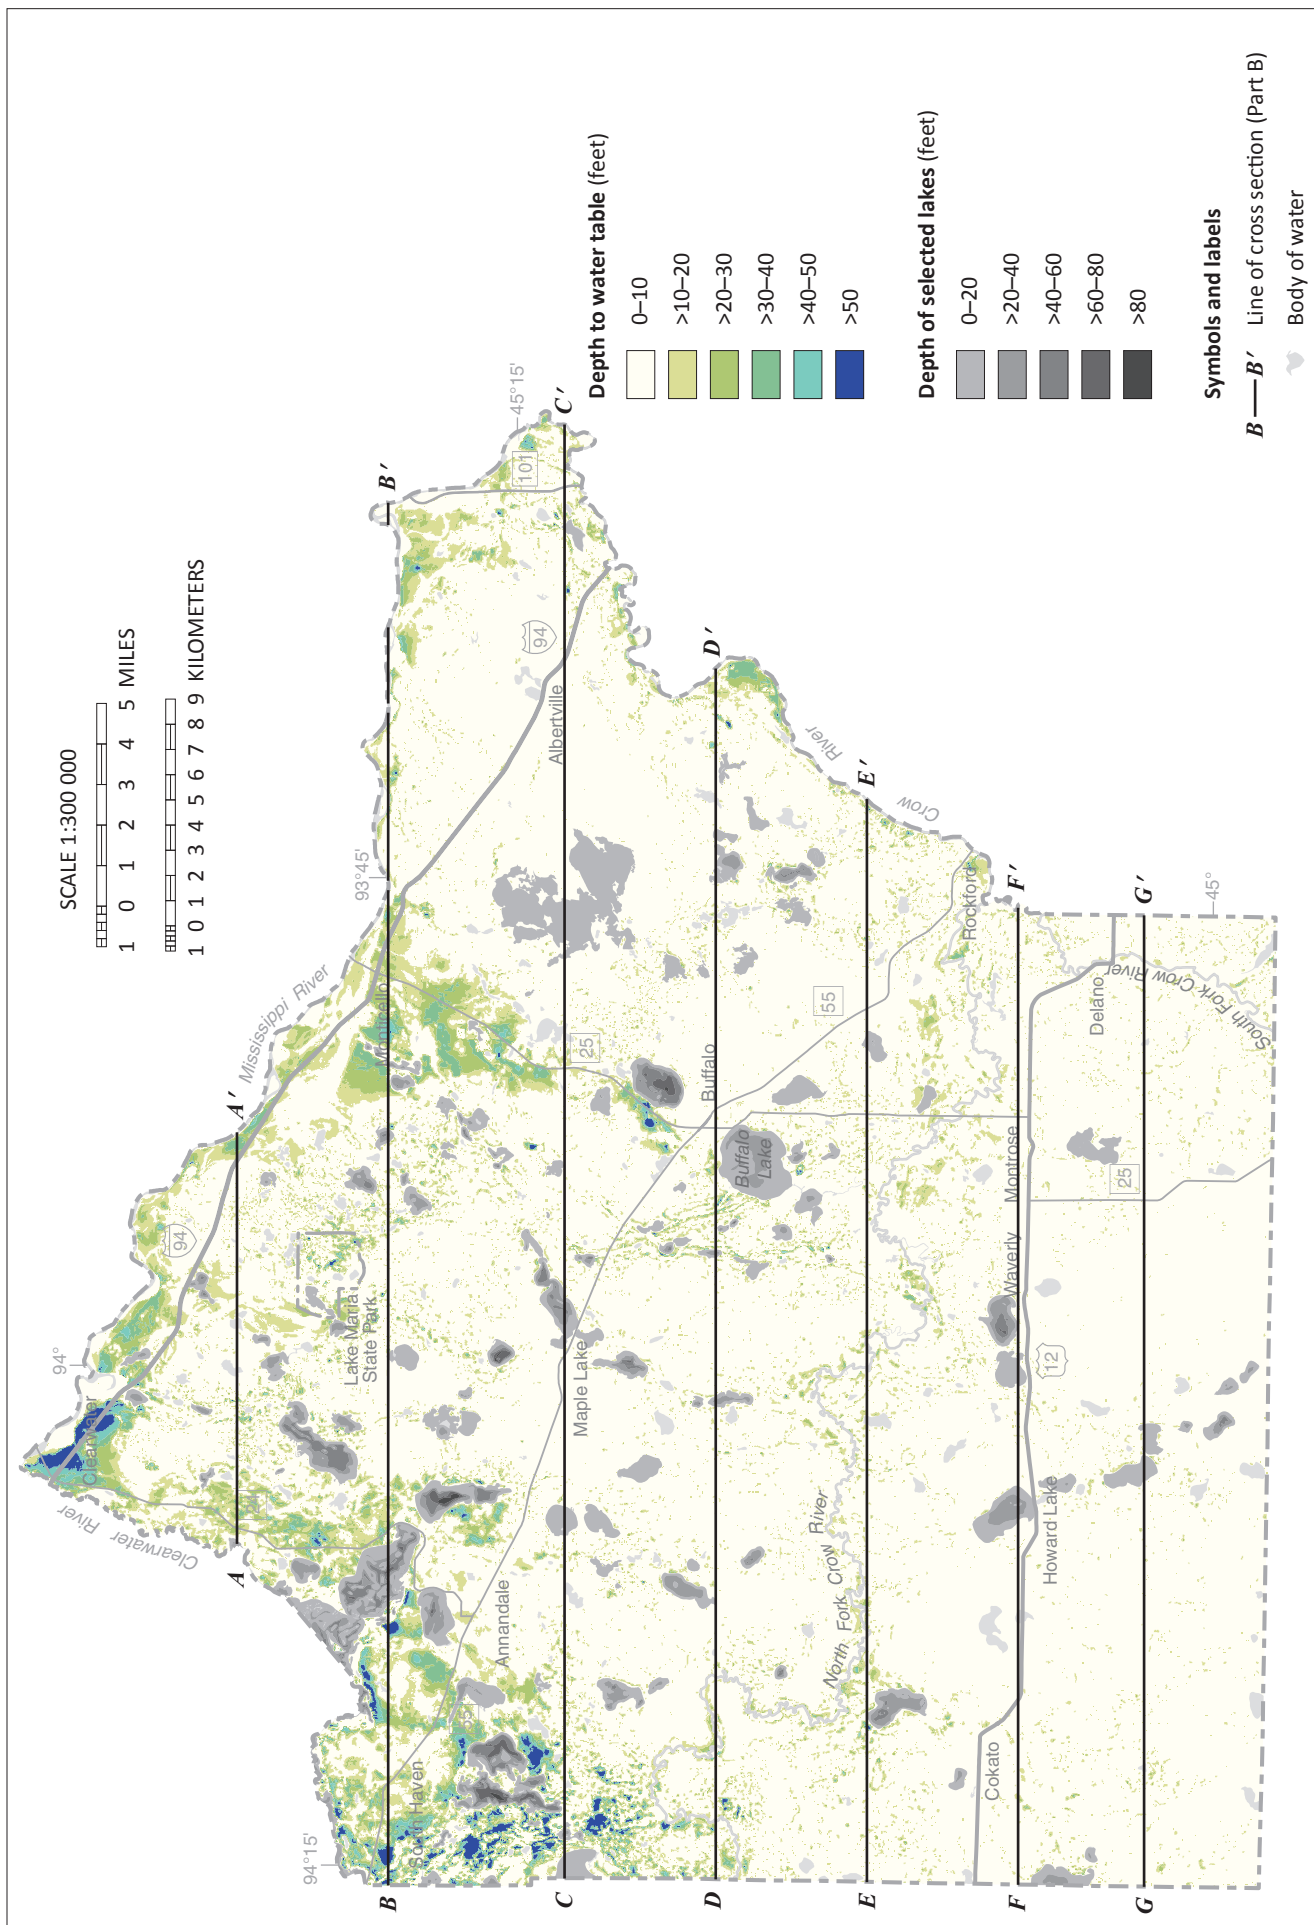 SCALE 1:300 000
1 0 1 2 3 4 5 MILES
1 0 1 2 3 4 5 6 7 8 9 KILOMETERS
94°15'
94°
93°45'
45°15'
45°
Clearwater River
Clearwater
94
24
A
A′
Mississippi River
Lake Maria
State Park
Monticello
B
B′
South Haven
55
Annandale
25
94
Albertville
101
C
C′
Maple Lake
Buffalo
Buffalo
Lake
D
D′
55
North Fork Crow River
Crow River
E
E′
Rockford
Cokato
Howard Lake
12
Waverly
Montrose
F
F′
25
Delano
South Fork Crow River
G
G′
Depth to water table (feet)
0–10
>10–20
>20–30
>30–40
>40–50
>50
Depth of selected lakes (feet)
0–20
>20–40
>40–60
>60–80
>80
Symbols and labels
B — B′ Line of cross section (Part B)
Body of water